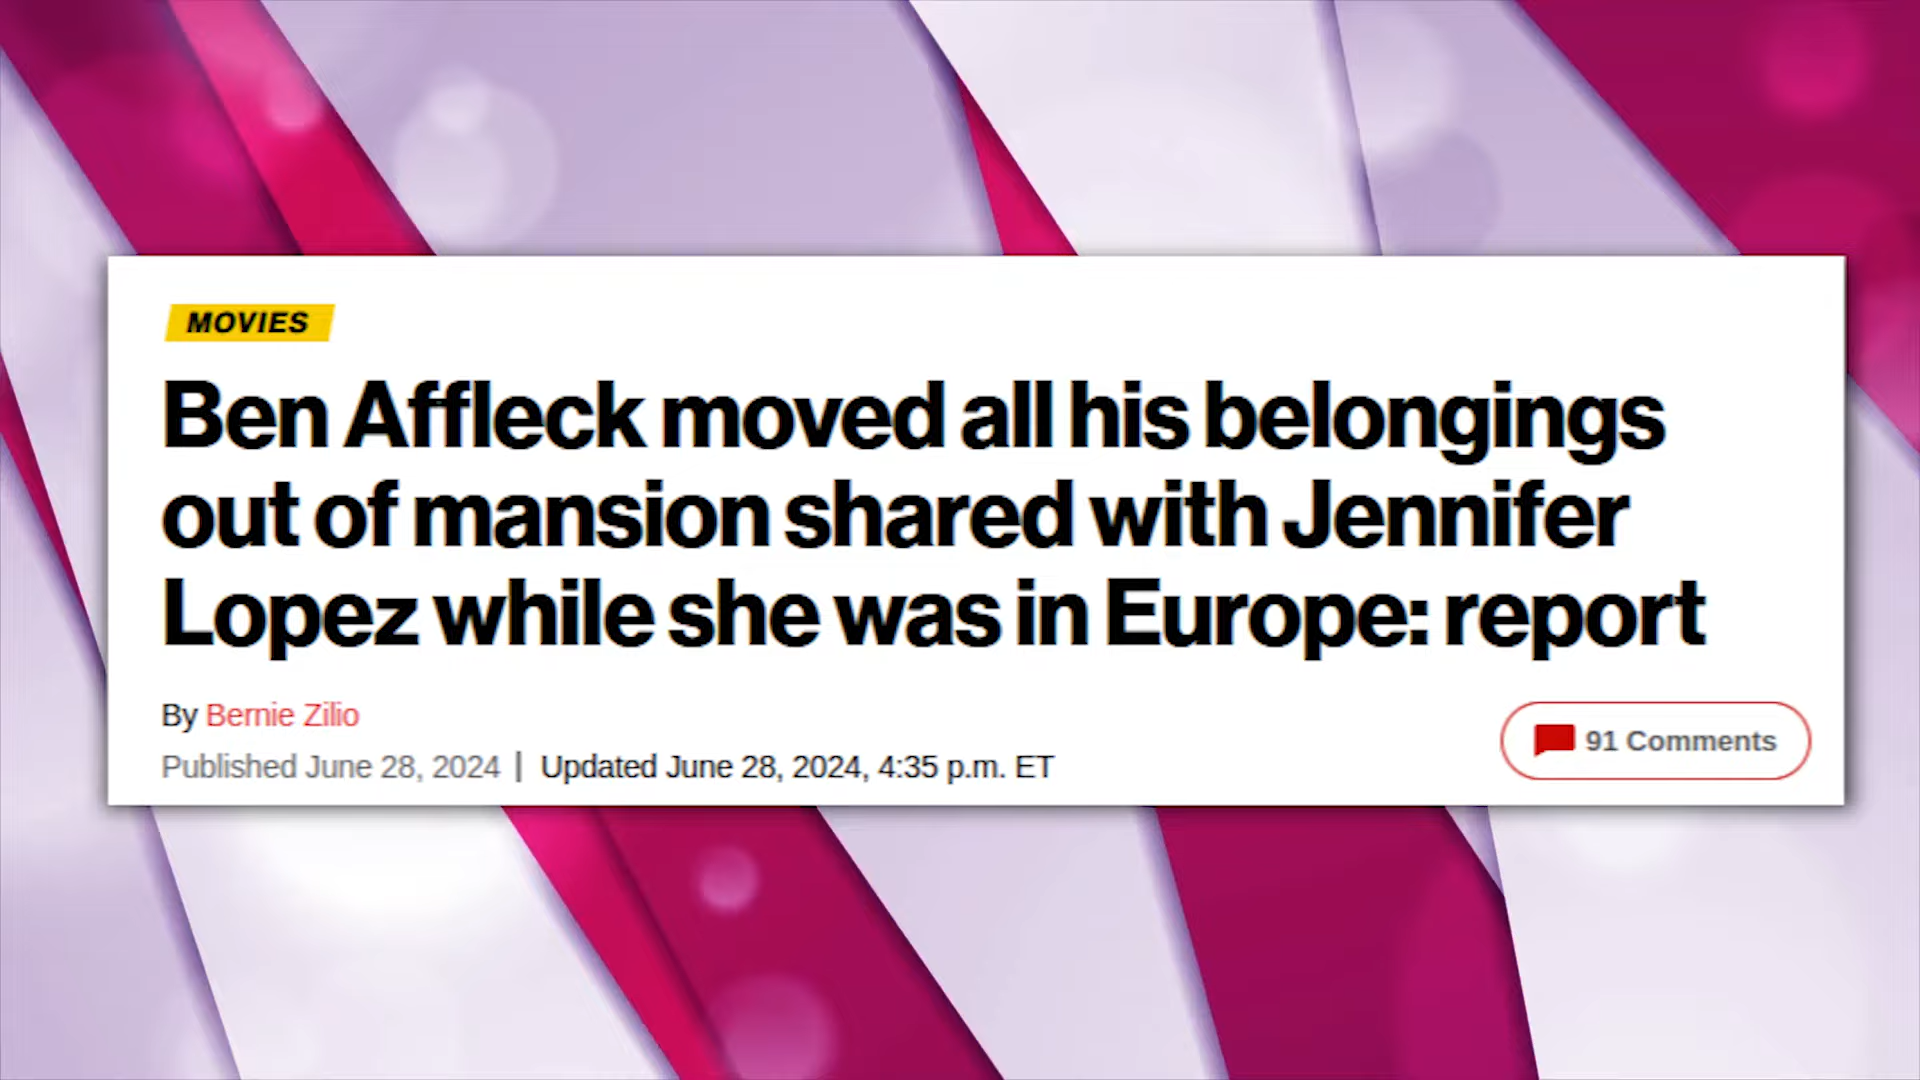 MOVIES
Ben Affleck moved all his belongings
out of mansion shared with Jennifer
Lopez while she was in Europe: report
By Bernie Zilio
Published June 28, 2024 | Updated June 28, 2024, 4:35 p.m. ET
91 Comments